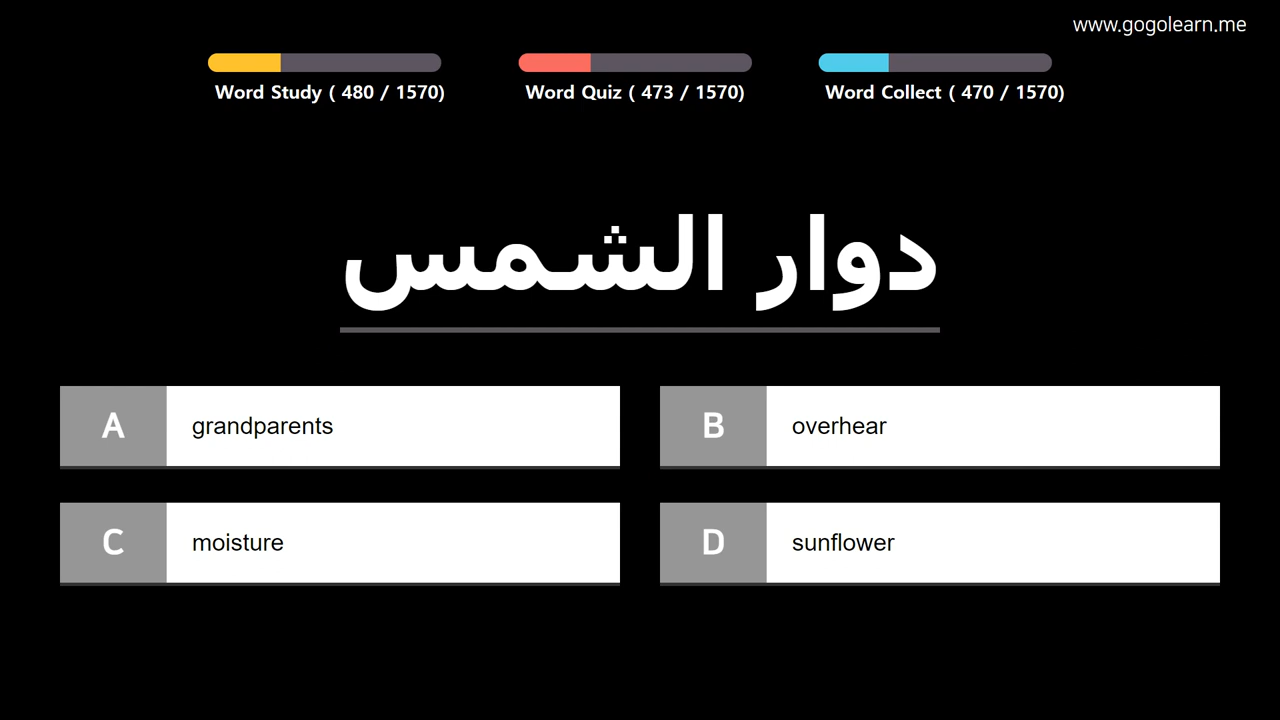 www.gogolearn.me
Word Study ( 480 / 1570)
Word Quiz ( 473 / 1570)
Word Collect ( 470 / 1570)
دوار الشمس
A grandparents
B overhear
C moisture
D sunflower